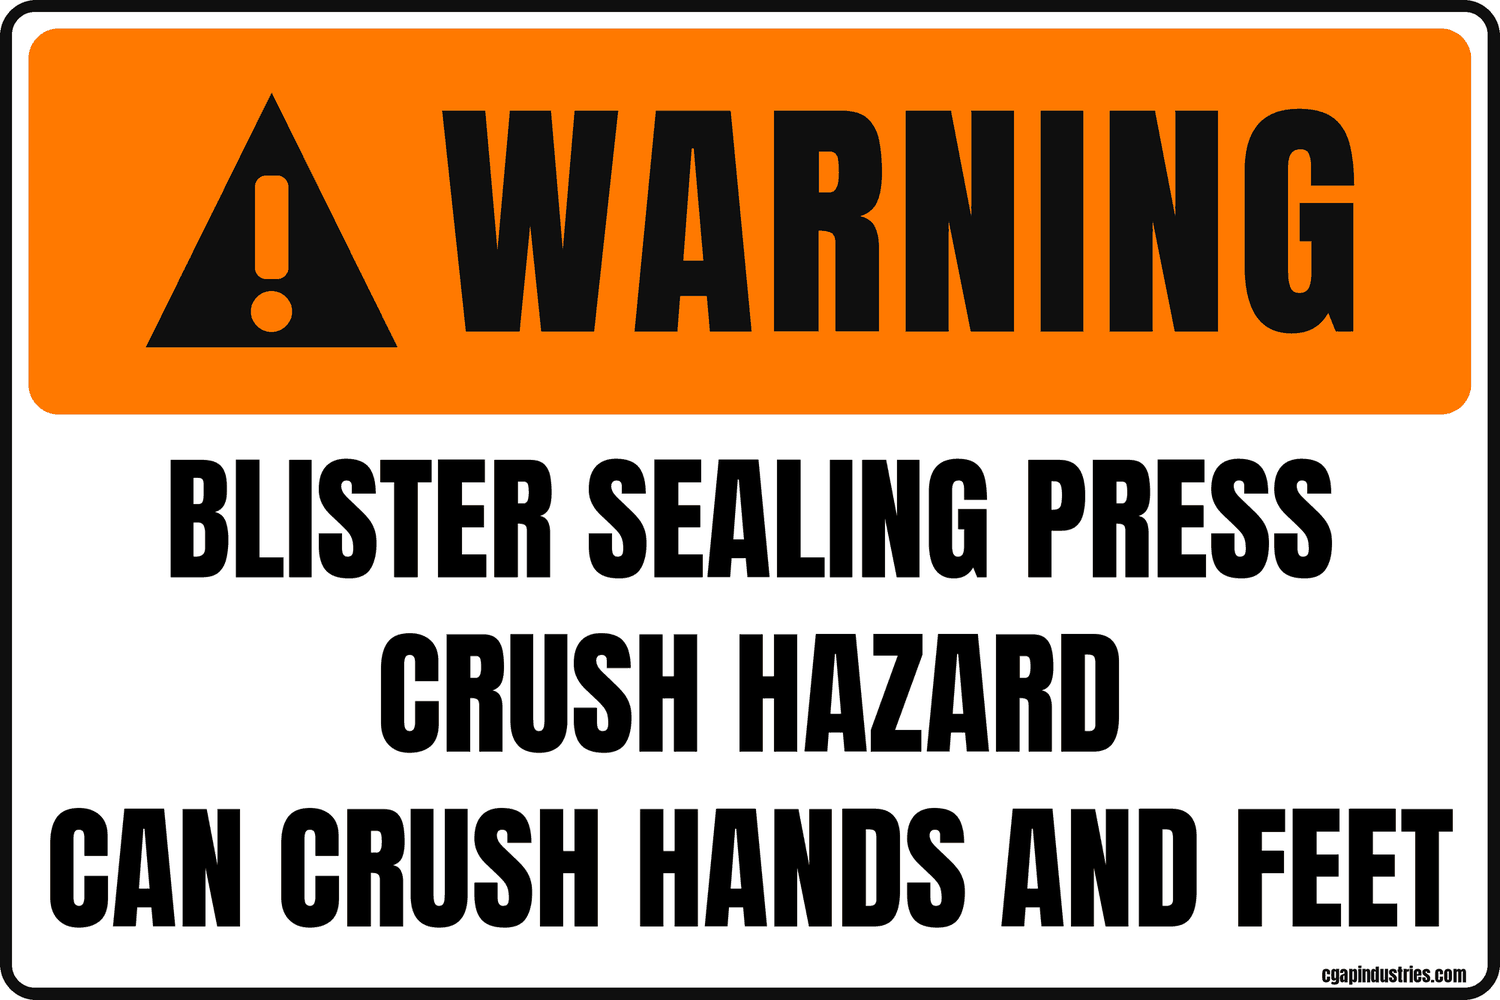 WARNING
BLISTER SEALING PRESS
CRUSH HAZARD
CAN CRUSH HANDS AND FEET
cgapindustries.com